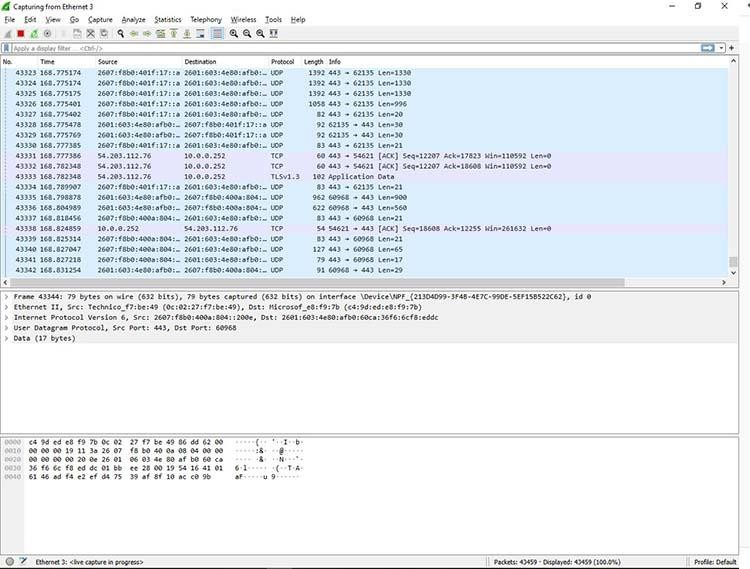 Capturing from Ethernet 3
File Edit View Go Capture Analyze Statistics Telephony Wireless Tools Help
Apply a display filter ... <Ctrl-/>
No. Time Source Destination Protocol Length Info
43323 168.775174 2607:f8b0:401f:17::a 2601:603:4e80:afb0:… UDP 1392 443 → 62135 Len=1330
43324 168.775174 2607:f8b0:401f:17::a 2601:603:4e80:afb0:… UDP 1392 443 → 62135 Len=1330
43325 168.775175 2607:f8b0:401f:17::a 2601:603:4e80:afb0:… UDP 1392 443 → 62135 Len=1330
43326 168.775401 2607:f8b0:401f:17::a 2601:603:4e80:afb0:… UDP 1058 443 → 62135 Len=996
43327 168.775402 2607:f8b0:401f:17::a 2601:603:4e80:afb0:… UDP 82 443 → 62135 Len=20
43328 168.775478 2601:603:4e80:afb0:… 2607:f8b0:401f:17::a UDP 92 62135 → 443 Len=30
43329 168.775769 2601:603:4e80:afb0:… 2607:f8b0:401f:17::a UDP 92 62135 → 443 Len=30
43330 168.777385 2607:f8b0:401f:17::a 2601:603:4e80:afb0:… UDP 83 443 → 62135 Len=21
43331 168.777386 54.203.112.76 10.0.0.252 TCP 60 443 → 54621 [ACK] Seq=12207 Ack=17823 Win=110592 Len=0
43332 168.782348 54.203.112.76 10.0.0.252 TCP 60 443 → 54621 [ACK] Seq=12207 Ack=18608 Win=110592 Len=0
43333 168.782348 54.203.112.76 10.0.0.252 TLSv1.3 102 Application Data
43334 168.789907 2607:f8b0:401f:17::a 2601:603:4e80:afb0:… UDP 83 443 → 62135 Len=21
43335 168.798878 2601:603:4e80:afb0:… 2607:f8b0:400a:804:… UDP 962 60968 → 443 Len=900
43336 168.804989 2601:603:4e80:afb0:… 2607:f8b0:400a:804:… UDP 622 60968 → 443 Len=560
43337 168.818456 2607:f8b0:400a:804:… 2601:603:4e80:afb0:… UDP 83 443 → 60968 Len=21
43338 168.824859 10.0.0.252 54.203.112.76 TCP 54 54621 → 443 [ACK] Seq=18608 Ack=12255 Win=261632 Len=0
43339 168.825314 2607:f8b0:400a:804:… 2601:603:4e80:afb0:… UDP 83 443 → 60968 Len=21
43340 168.827047 2607:f8b0:400a:804:… 2601:603:4e80:afb0:… UDP 127 443 → 60968 Len=65
43341 168.827218 2607:f8b0:400a:804:… 2601:603:4e80:afb0:… UDP 79 443 → 60968 Len=17
43342 168.831254 2601:603:4e80:afb0:… 2607:f8b0:400a:804:… UDP 91 60968 → 443 Len=29
> Frame 43344: 79 bytes on wire (632 bits), 79 bytes captured (632 bits) on interface \Device\NPF_{213D4D99-3F4B-4E7C-99DE-5EF15B522C62}, id 0
> Ethernet II, Src: Technico_f7:be:49 (0c:02:27:f7:be:49), Dst: Microsof_e8:f9:7b (c4:9d:ed:e8:f9:7b)
> Internet Protocol Version 6, Src: 2607:f8b0:400a:804::200e, Dst: 2601:603:4e80:afb0:60ca:36f6:6cf8:eddc
> User Datagram Protocol, Src Port: 443, Dst Port: 60968
> Data (17 bytes)
0000 c4 9d ed e8 f9 7b 0c 02 27 f7 be 49 86 dd 62 00 ·····{·· '··I··b·
0010 00 00 00 19 11 3a 26 07 f8 b0 40 0a 08 04 00 00 ·····:&· ··@·····
0020 00 00 00 00 20 0e 26 01 06 03 4e 80 af b0 60 ca ···· ·&· ··N···`·
0030 36 f6 6c f8 ed dc 01 bb ee 28 00 19 54 16 41 01 6·l····· ·(··T·A·
0040 61 46 ad f4 e2 ef d4 75 39 af 8f 10 ac c0 9b aF·····u 9······
Ethernet 3: <live capture in progress> Packets: 43459 · Displayed: 43459 (100.0%) Profile: Default